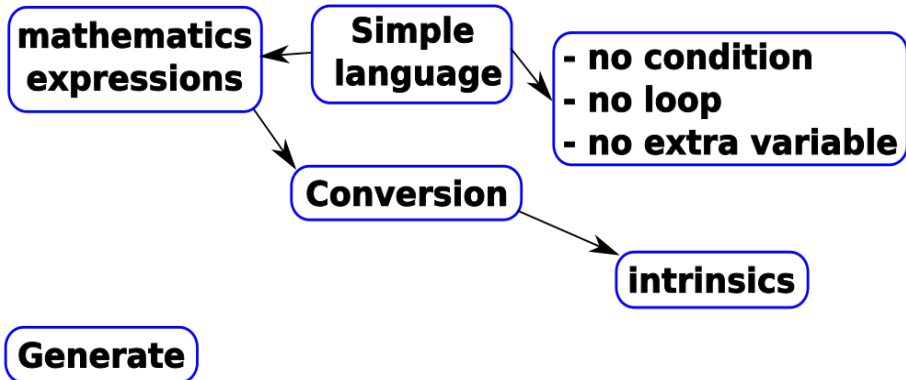 mathematics
expressions
Simple
language
- no condition
- no loop
- no extra variable
Conversion
intrinsics
Generate